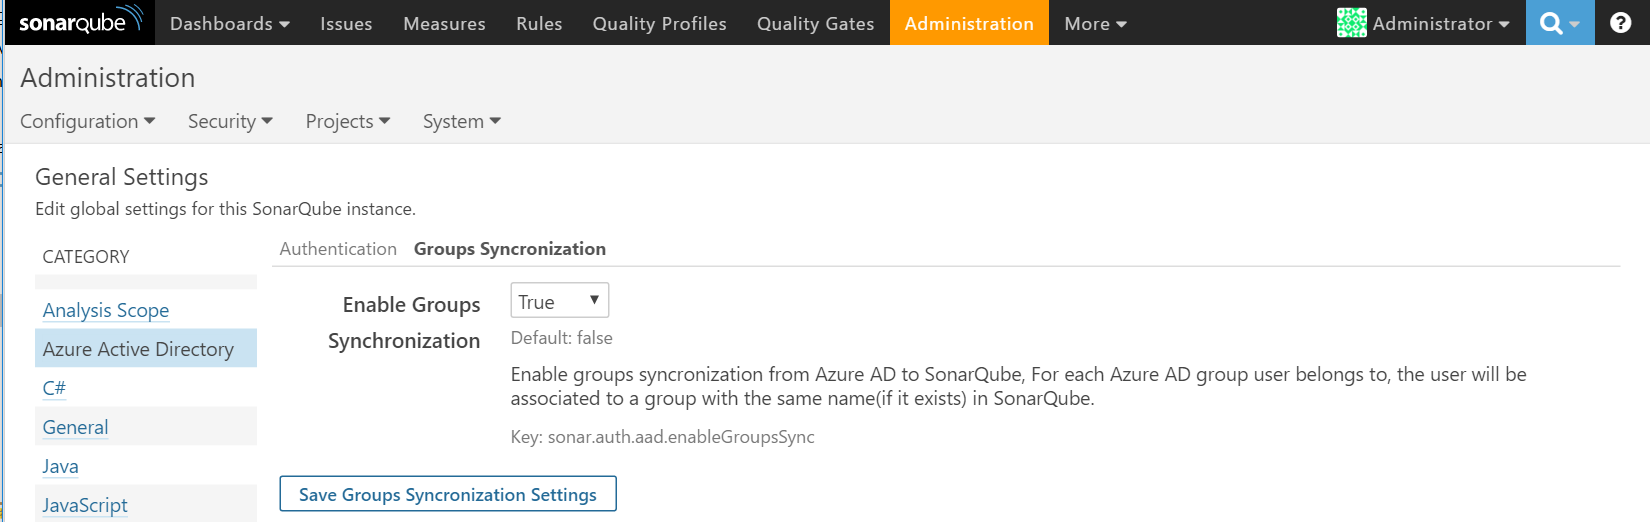 sonarqube Dashboards Issues Measures Rules Quality Profiles Quality Gates Administration More Administrator ?
Administration
Configuration Security Projects System
General Settings
Edit global settings for this SonarQube instance.
CATEGORY
Analysis Scope
Azure Active Directory
C#
General
Java
JavaScript
Authentication Groups Syncronization
Enable Groups
Synchronization
True
Default: false
Enable groups syncronization from Azure AD to SonarQube, For each Azure AD group user belongs to, the user will be
associated to a group with the same name(if it exists) in SonarQube.
Key: sonar.auth.aad.enableGroupsSync
Save Groups Syncronization Settings